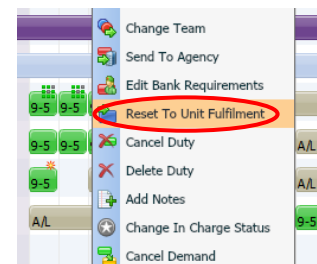 Change Team
Send To Agency
Edit Bank Requirements
9-5 9-5
Reset To Unit Fulfilment
9-5 9-5
Cancel Duty
A/L
9-5
Delete Duty
A/L
Add Notes
A/L
Change In Charge Status
9-5
Cancel Demand